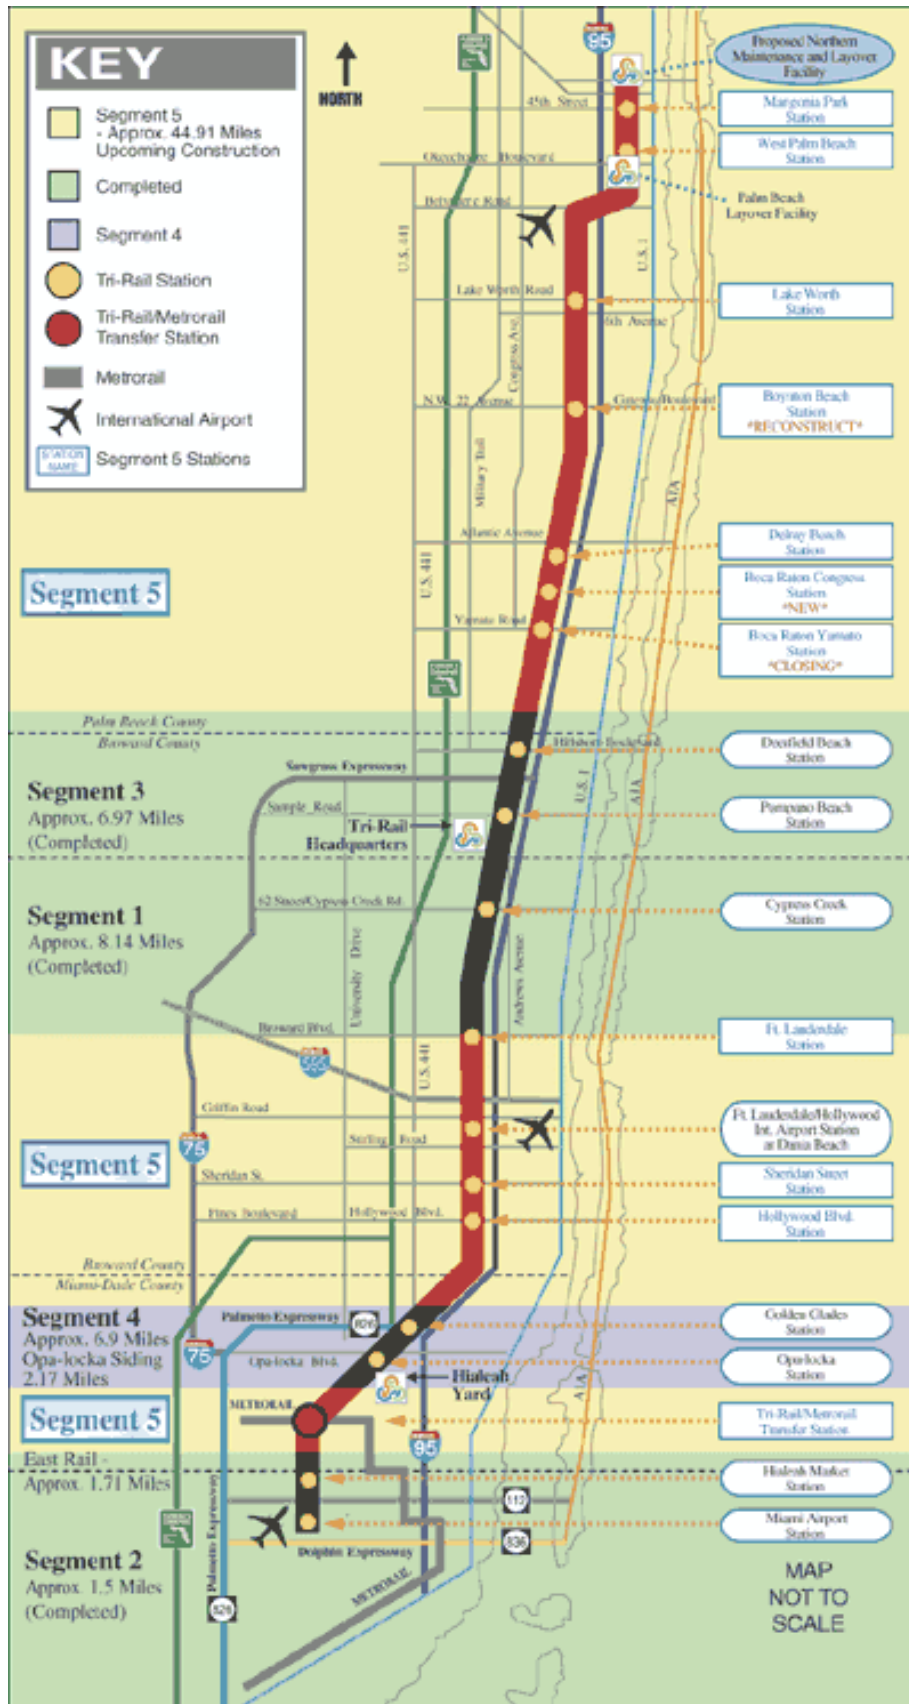 KEY
Segment 5
- Approx. 44.91 Miles
Upcoming Construction
Completed
Segment 4
Tri-Rail Station
Tri-Rail/Metrorail
Transfer Station
Metrorail
International Airport
STATION
NAME
Segment 5 Stations
NORTH
95
Proposed Northern
Maintenance and Layover
Facility
45th Street
Mangonia Park
Station
West Palm Beach
Station
Okeechobee Boulevard
Palm Beach
Layover Facility
Belvedere Road
U.S. 441
U.S. 1
Lake Worth Road
Lake Worth
Station
6th Avenue
Congress Ave.
N.W. 22 Avenue
Gateway Boulevard
Boynton Beach
Station
*RECONSTRUCT*
Military Trail
A1A
Atlantic Avenue
Delray Beach
Station
U.S. 441
Segment 5
Boca Raton Congress
Station
*NEW*
Yamato Road
Boca Raton Yamato
Station
*CLOSING*
Palm Beach County
Broward County
Hillsboro Boulevard
Deerfield Beach
Station
Sawgrass Expressway
U.S. 1
A1A
Segment 3
Approx. 6.97 Miles
(Completed)
Sample Road
Tri-Rail
Headquarters
Pompano Beach
Station
62 Street/Cypress Creek Rd.
Cypress Creek
Station
Segment 1
Approx. 8.14 Miles
(Completed)
University Drive
Andrews Avenue
Broward Blvd.
Ft. Lauderdale
Station
595
U.S. 441
Griffin Road
Ft. Lauderdale/Hollywood
Int. Airport Station
at Dania Beach
75
Stirling Road
Segment 5
Sheridan St.
Sheridan Street
Station
Pines Boulevard
Hollywood Blvd.
Hollywood Blvd.
Station
Broward County
Miami-Dade County
Segment 4
Approx. 6.9 Miles
Opa-locka Siding
2.17 Miles
Palmetto Expressway
826
Golden Glades
Station
75
Opa-locka Blvd.
Opa-locka
Station
Hialeah
Yard
A1A
Segment 5
METRORAIL
Tri-Rail/Metrorail
Transfer Station
95
East Rail -
Approx. 1.71 Miles
Hialeah Market
Station
112
Miami Airport
Station
Palmetto Expressway
Dolphin Expressway
836
Segment 2
Approx. 1.5 Miles
(Completed)
METRORAIL
826
MAP
NOT TO
SCALE